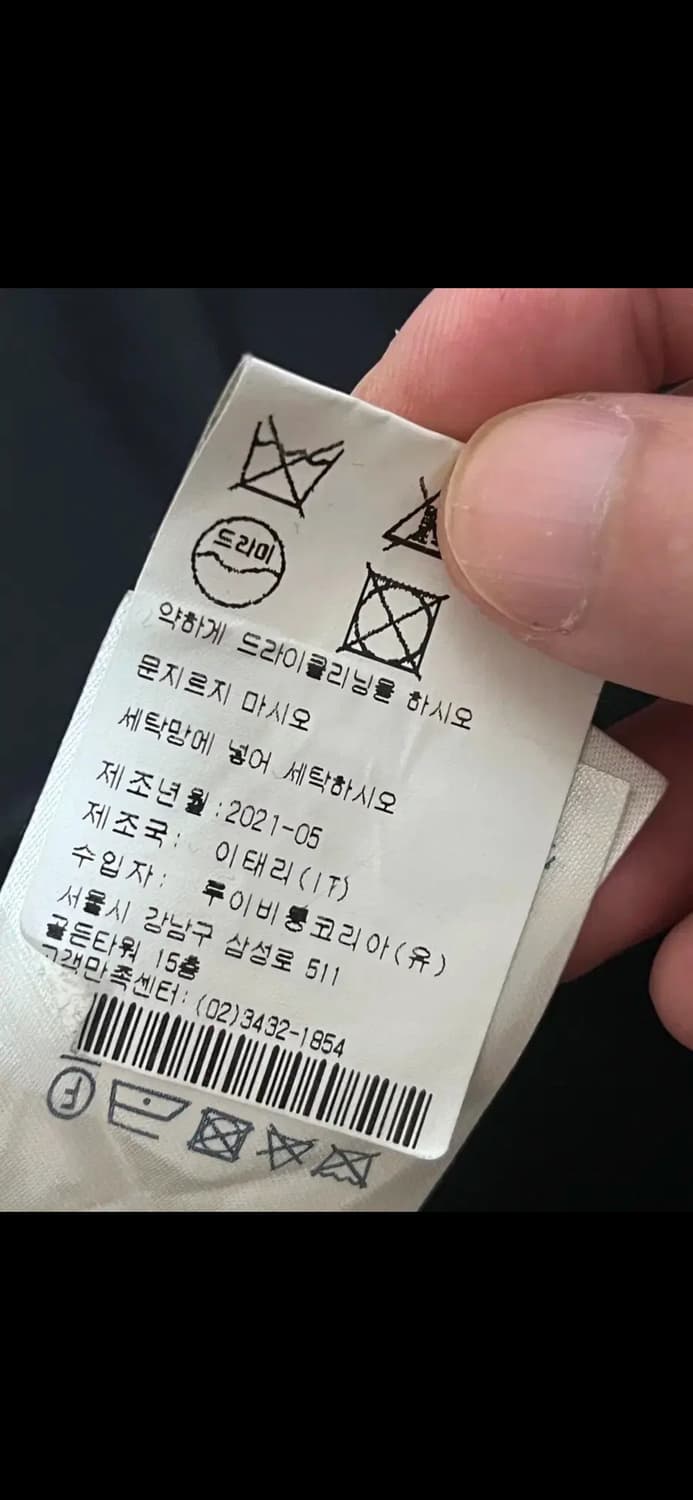 드라이
약하게 드라이클리닝을 하시오
문지르지 마시오
세탁망에 넣어 세탁하시오
제조년월:2021-05
제조국: 이태리(IT)
수입자: 루이비통코리아(유)
서울시 강남구 삼성로 511
골든타워 15층
고객만족센터:(02)3432-1854
F